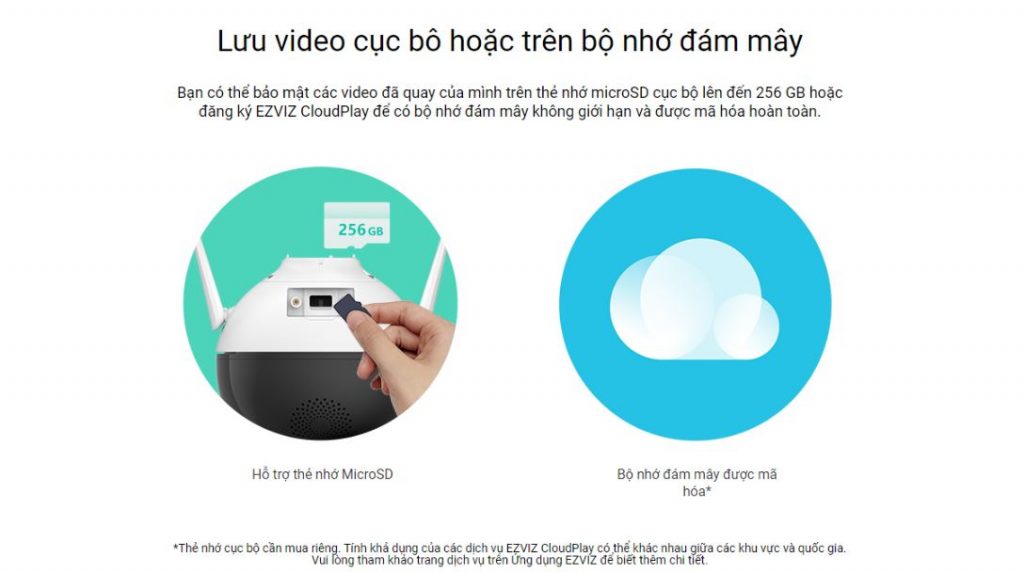 Lưu video cục bô hoặc trên bộ nhớ đám mây
Bạn có thể bảo mật các video đã quay của mình trên thẻ nhớ microSD cục bộ lên đến 256 GB hoặc
đăng ký EZVIZ CloudPlay để có bộ nhớ đám mây không giới hạn và được mã hóa hoàn toàn.
256 GB
Hỗ trợ thẻ nhớ MicroSD
Bộ nhớ đám mây được mã
hóa*
*Thẻ nhớ cục bộ cần mua riêng. Tính khả dụng của các dịch vụ EZVIZ CloudPlay có thể khác nhau giữa các khu vực và quốc gia.
Vui lòng tham khảo trang dịch vụ trên Ứng dụng EZVIZ để biết thêm chi tiết.